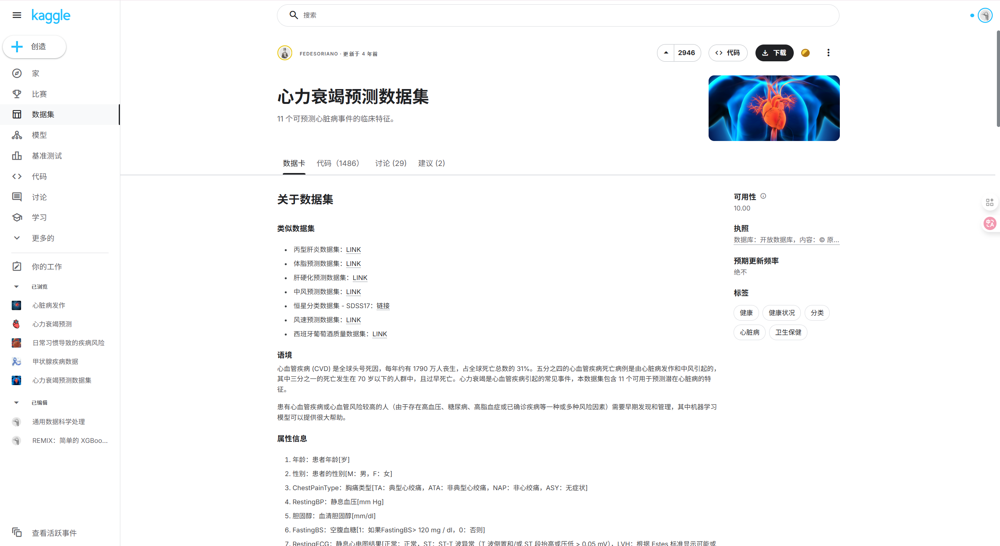 kaggle
搜索
创造
家
比赛
数据集
模型
基准测试
代码
讨论
学习
更多的
你的工作
已浏览
心脏病发作
心力衰竭预测
日常习惯导致的疾病风险
甲状腺疾病数据
心力衰竭预测数据集
已编辑
通用数据科学处理
REMIX：简单的 XGBoo...
查看活跃事件
FEDESORIANO · 更新于 4 年前
2946
代码
下载
心力衰竭预测数据集
11 个可预测心脏病事件的临床特征。
数据卡
代码（1486）
讨论 (29)
建议 (2)
关于数据集
类似数据集
丙型肝炎数据集：LINK
体脂预测数据集：LINK
肝硬化预测数据集：LINK
中风预测数据集：LINK
恒星分类数据集 - SDSS17：链接
风速预测数据集：LINK
西班牙葡萄酒质量数据集：LINK
语境
心血管疾病 (CVD) 是全球头号死因，每年约有 1790 万人丧生，占全球死亡总数的 31%。五分之四的心血管疾病死亡病例是由心脏病发作和中风引起的，
其中三分之一的死亡发生在 70 岁以下的人群中，且过早死亡。心力衰竭是心血管疾病引起的常见事件，本数据集包含 11 个可用于预测潜在心脏病的特
征。
患有心血管疾病或心血管风险较高的人（由于存在高血压、糖尿病、高脂血症或已确诊疾病等一种或多种风险因素）需要早期发现和管理，其中机器学习
模型可以提供很大帮助。
属性信息
1. 年龄：患者年龄[岁]
2. 性别：患者的性别[M：男，F：女]
3. ChestPainType：胸痛类型[TA：典型心绞痛，ATA：非典型心绞痛，NAP：非心绞痛，ASY：无症状]
4. RestingBP：静息血压[mm Hg]
5. 胆固醇：血清胆固醇[mm/dl]
6. FastingBS：空腹血糖[1：如果FastingBS> 120 mg / dl，0：否则]
7. RestingECG：静息心电图结果[正常：正常，ST：ST-T 波异常（T 波倒置和/或 ST 段抬高或压低 > 0.05 mV），LVH：根据 Estes 标准显示可能或
可用性
10.00
执照
数据库：开放数据库，内容：© 原...
预期更新频率
绝不
标签
健康
健康状况
分类
心脏病
卫生保健